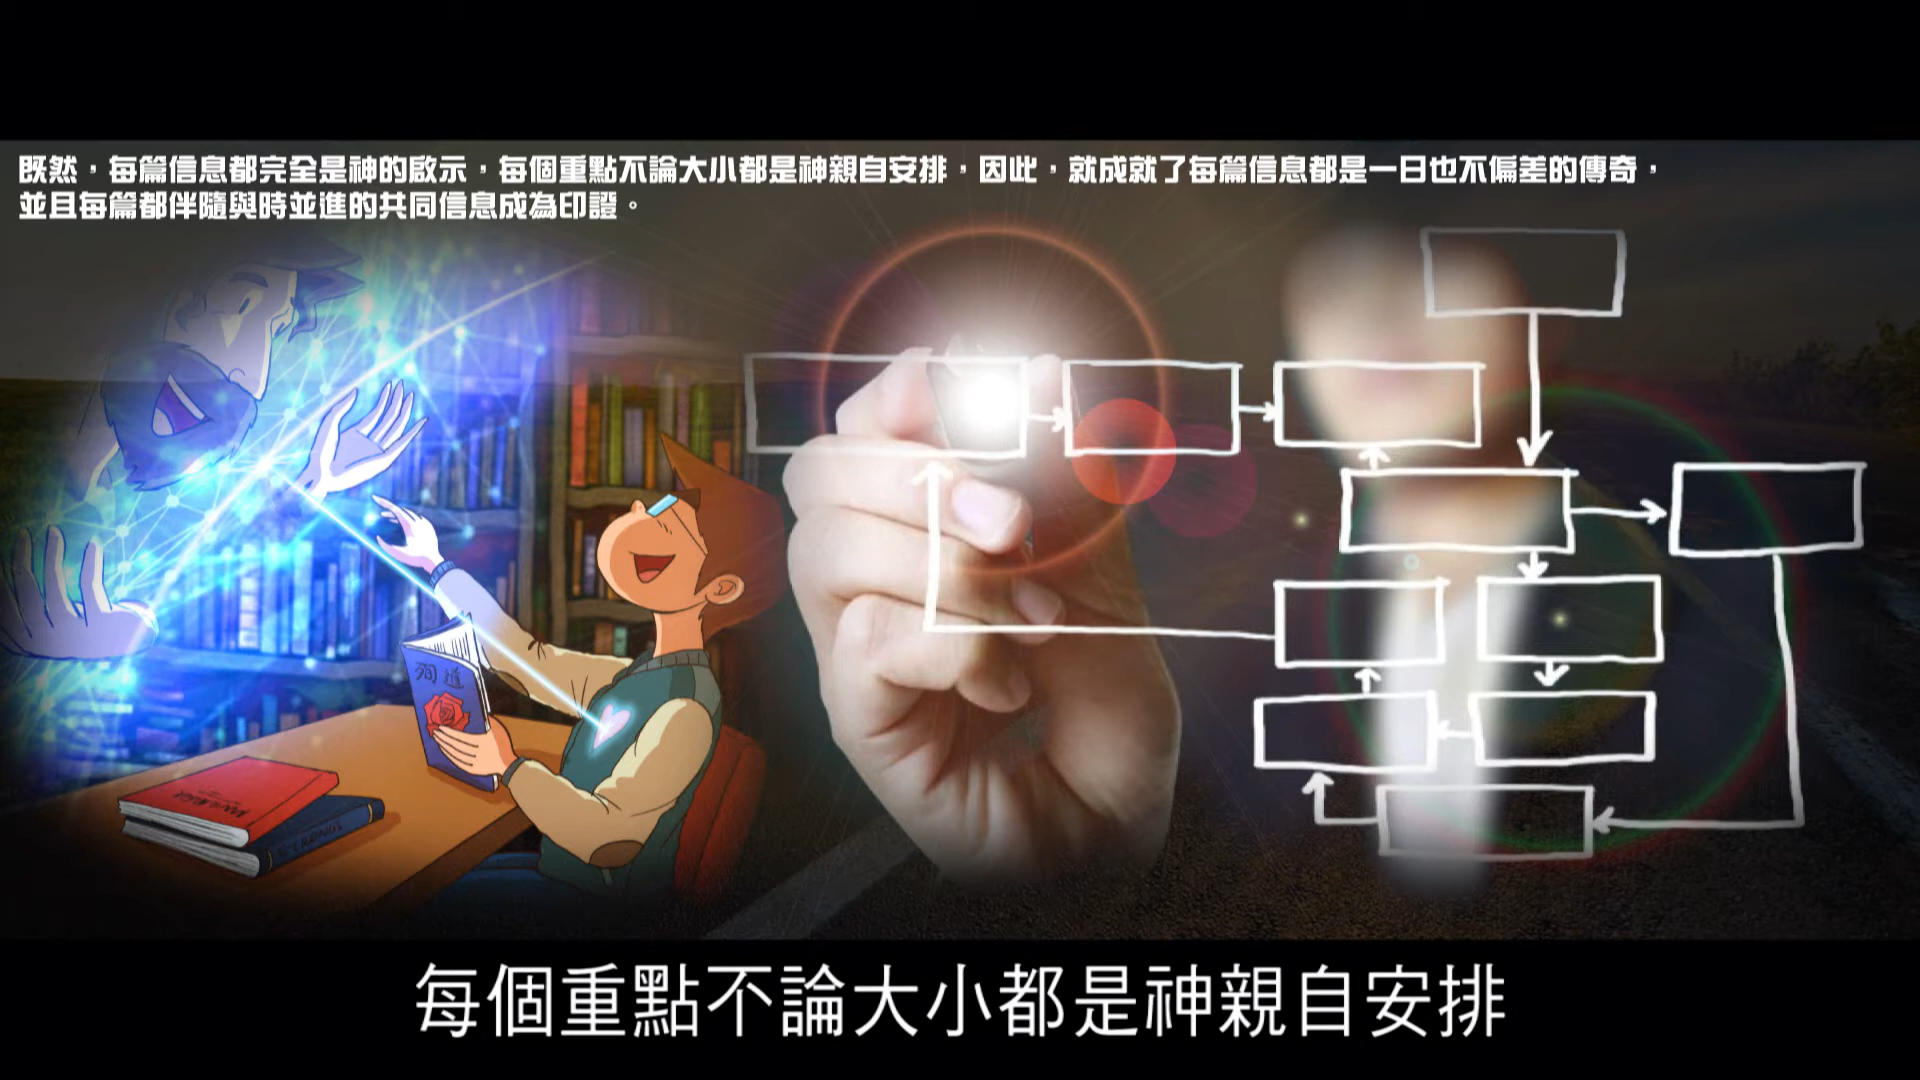 既然，每篇信息都完全是神的啟示，每個重點不論大小都是神親自安排，因此，就成就了每篇信息都是一日也不偏差的傳奇，
並且每篇都伴隨與時並進的共同信息成為印證。
殉道
每個重點不論大小都是神親自安排